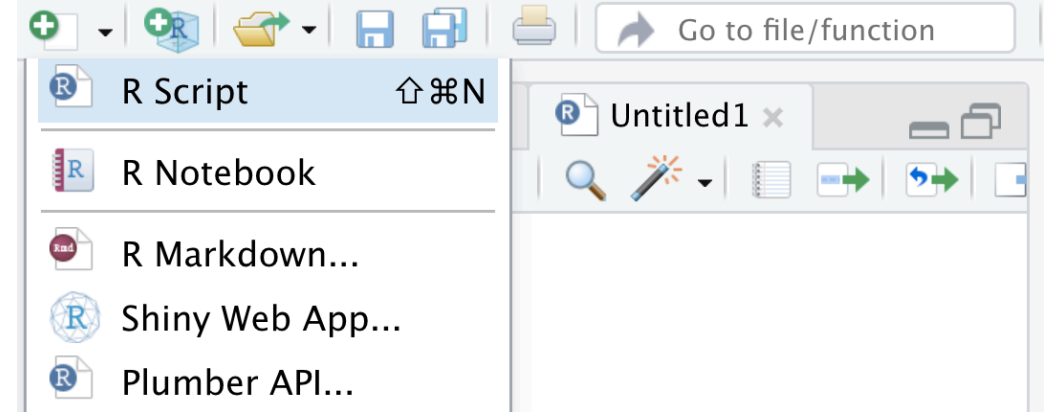 Go to file/function
R Script ⇧⌘N
Untitled1
R Notebook
R Markdown...
Shiny Web App...
Plumber API...